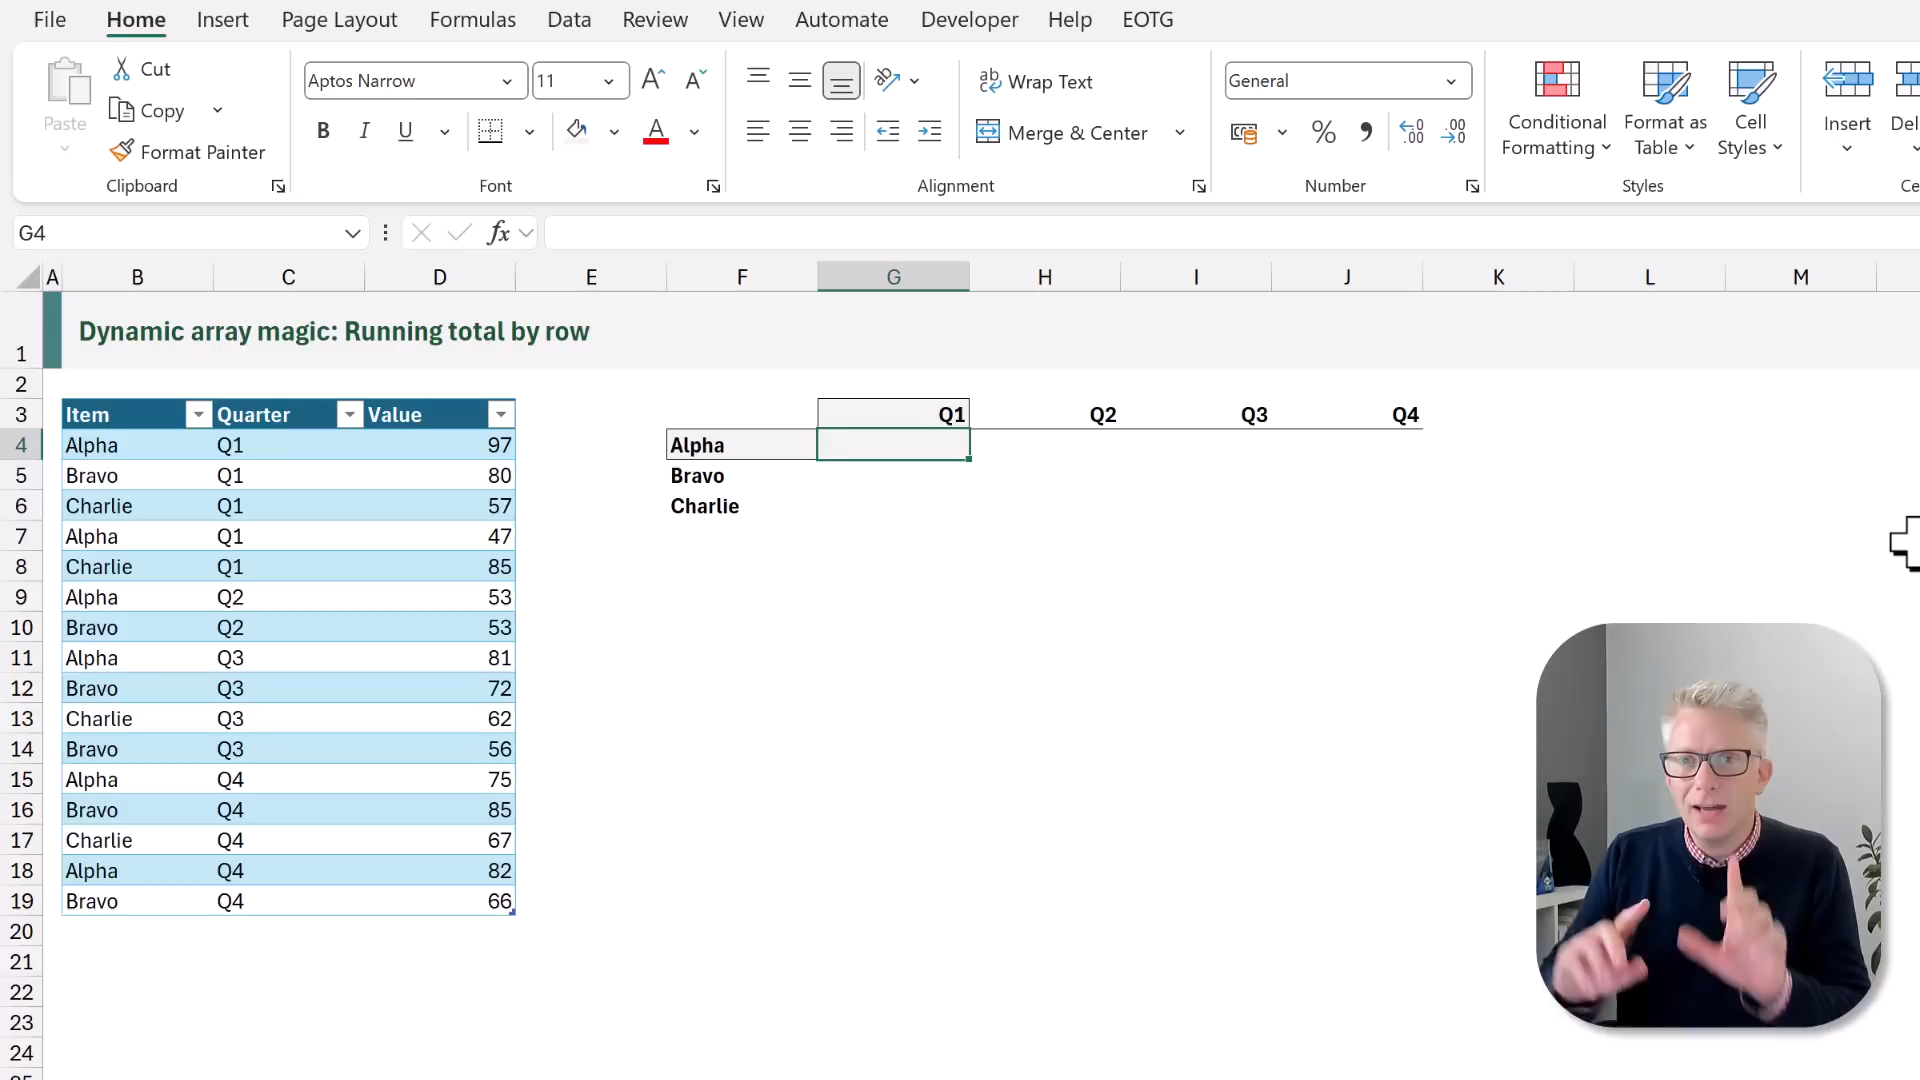 File Home Insert Page Layout Formulas Data Review View Automate Developer Help EOTG
Paste
Cut
Copy
Format Painter
Clipboard
Aptos Narrow 11
B I U
Font
Wrap Text
Merge & Center
Alignment
General
Number
Conditional Formatting
Format as Table
Cell Styles
Styles
Insert
Del
Ce
G4
fx
A B C D E F G H I J K L M
1 Dynamic array magic: Running total by row
2
3 Item Quarter Value Q1 Q2 Q3 Q4
4 Alpha Q1 97 Alpha
5 Bravo Q1 80 Bravo
6 Charlie Q1 57 Charlie
7 Alpha Q1 47
8 Charlie Q1 85
9 Alpha Q2 53
10 Bravo Q2 53
11 Alpha Q3 81
12 Bravo Q3 72
13 Charlie Q3 62
14 Bravo Q3 56
15 Alpha Q4 75
16 Bravo Q4 85
17 Charlie Q4 67
18 Alpha Q4 82
19 Bravo Q4 66
20
21
22
23
24